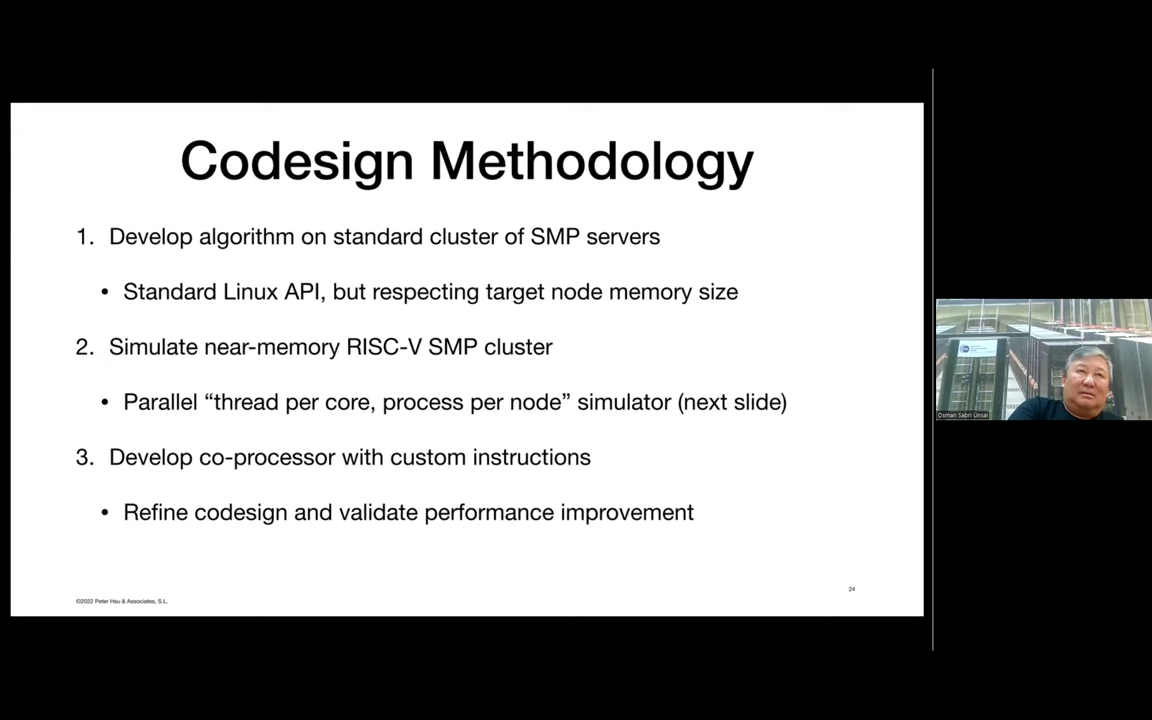 Codesign Methodology
1. Develop algorithm on standard cluster of SMP servers
• Standard Linux API, but respecting target node memory size
2. Simulate near-memory RISC-V SMP cluster
• Parallel “thread per core, process per node” simulator (next slide)
3. Develop co-processor with custom instructions
• Refine codesign and validate performance improvement
©2022 Peter Hsu & Associates, S.L.
24
Osman Sabri Ünsal